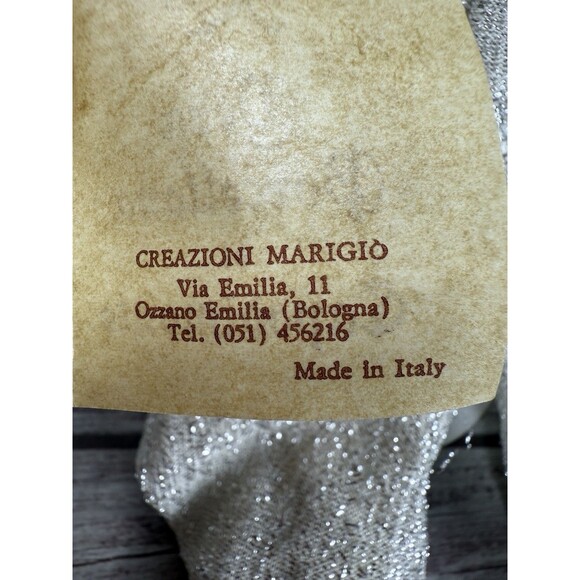 CREAZIONI MARIGIÒ
Via Emilia, 11
Ozzano Emilia (Bologna)
Tel. (051) 456216
Made in Italy